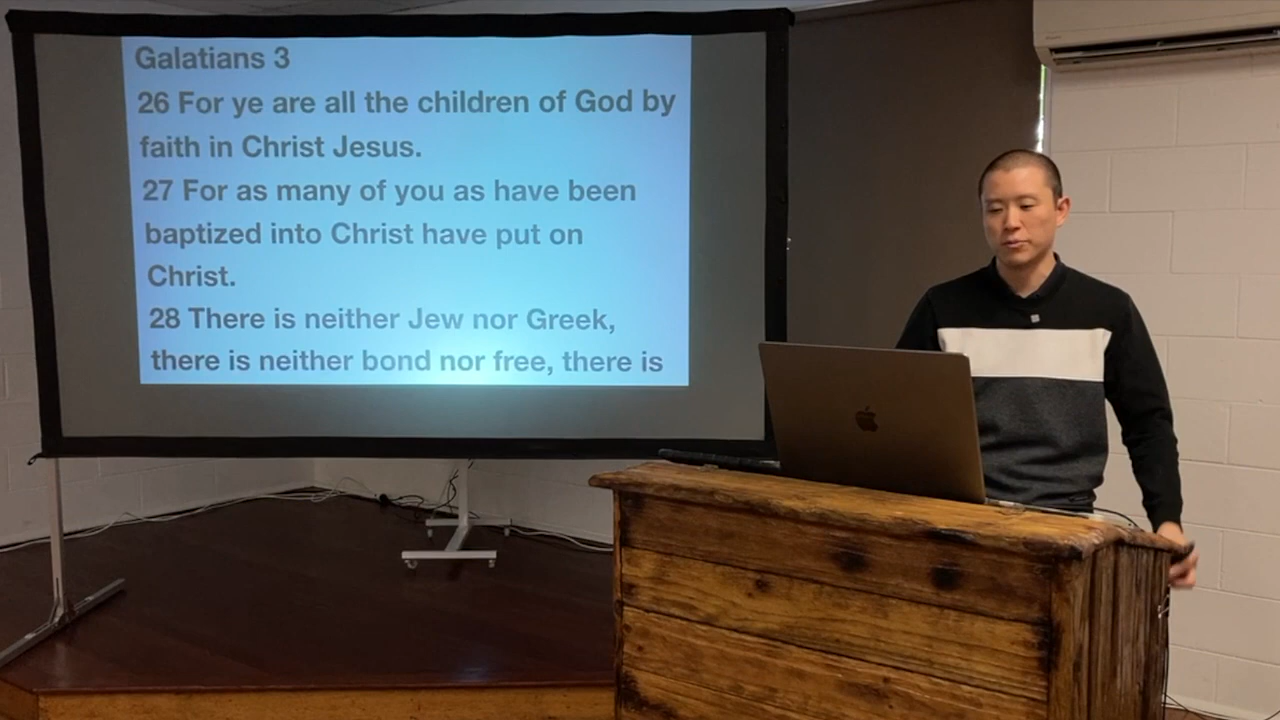 Galatians 3
26 For ye are all the children of God by
faith in Christ Jesus.
27 For as many of you as have been
baptized into Christ have put on
Christ.
28 There is neither Jew nor Greek,
there is neither bond nor free, there is